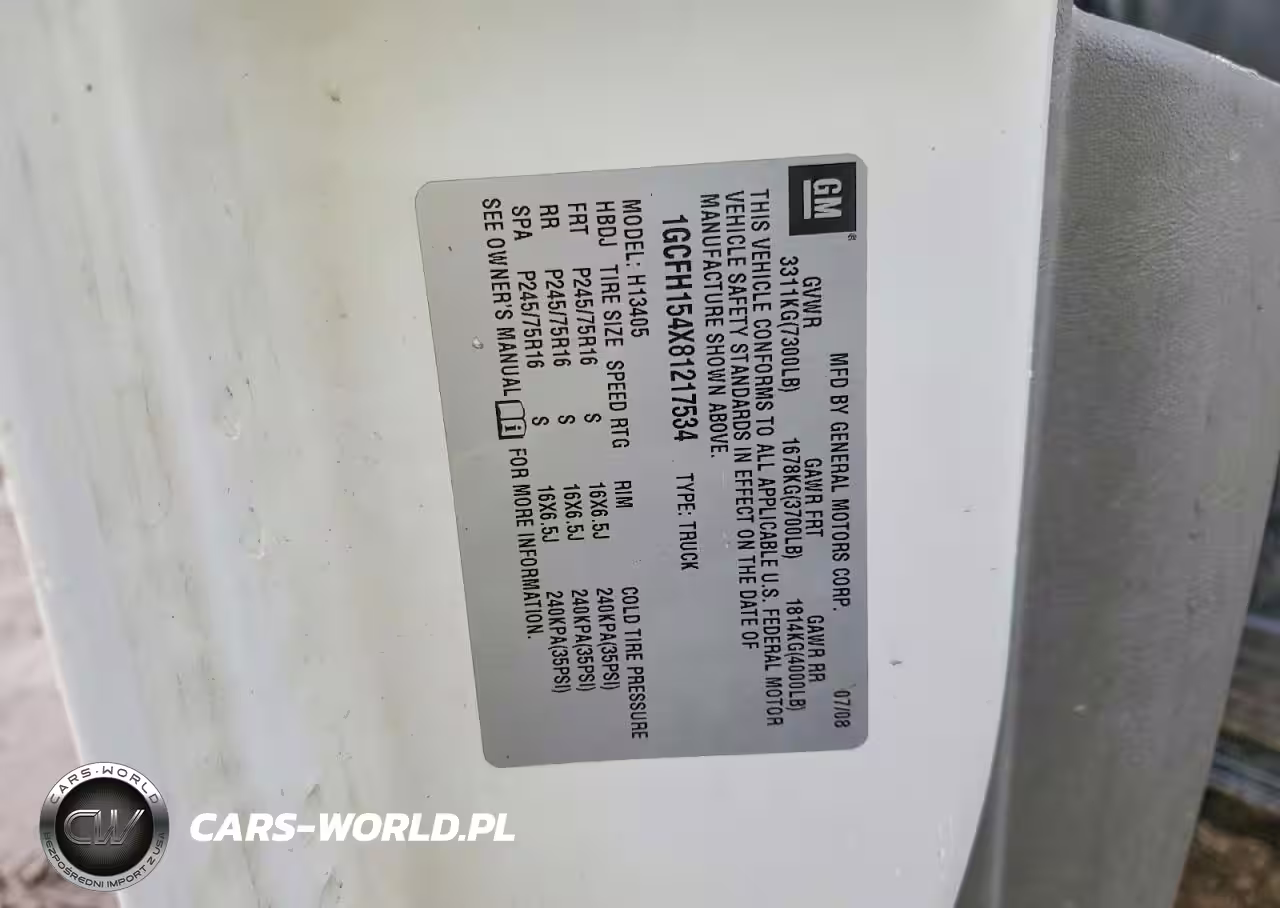 GM®
MFD BY GENERAL MOTORS CORP. 07/08
GVWR GAWR FRT GAWR RR
3311KG(7300LB) 1678KG(3700LB) 1814KG(4000LB)
THIS VEHICLE CONFORMS TO ALL APPLICABLE U.S. FEDERAL MOTOR
VEHICLE SAFETY STANDARDS IN EFFECT ON THE DATE OF
MANUFACTURE SHOWN ABOVE.
1GCFH154X81217534 TYPE: TRUCK
MODEL: H13405 COLD TIRE PRESSURE
HBDJ TIRE SIZE SPEED RTG RIM
FRT P245/75R16 S 16X6.5J 240KPA(35PSI)
RR P245/75R16 S 16X6.5J 240KPA(35PSI)
SPA P245/75R16 S 16X6.5J 240KPA(35PSI)
SEE OWNER'S MANUAL i FOR MORE INFORMATION.
CARS-WORLD
CW
BEZPOŚREDNI IMPORT Z USA
CARS-WORLD.PL